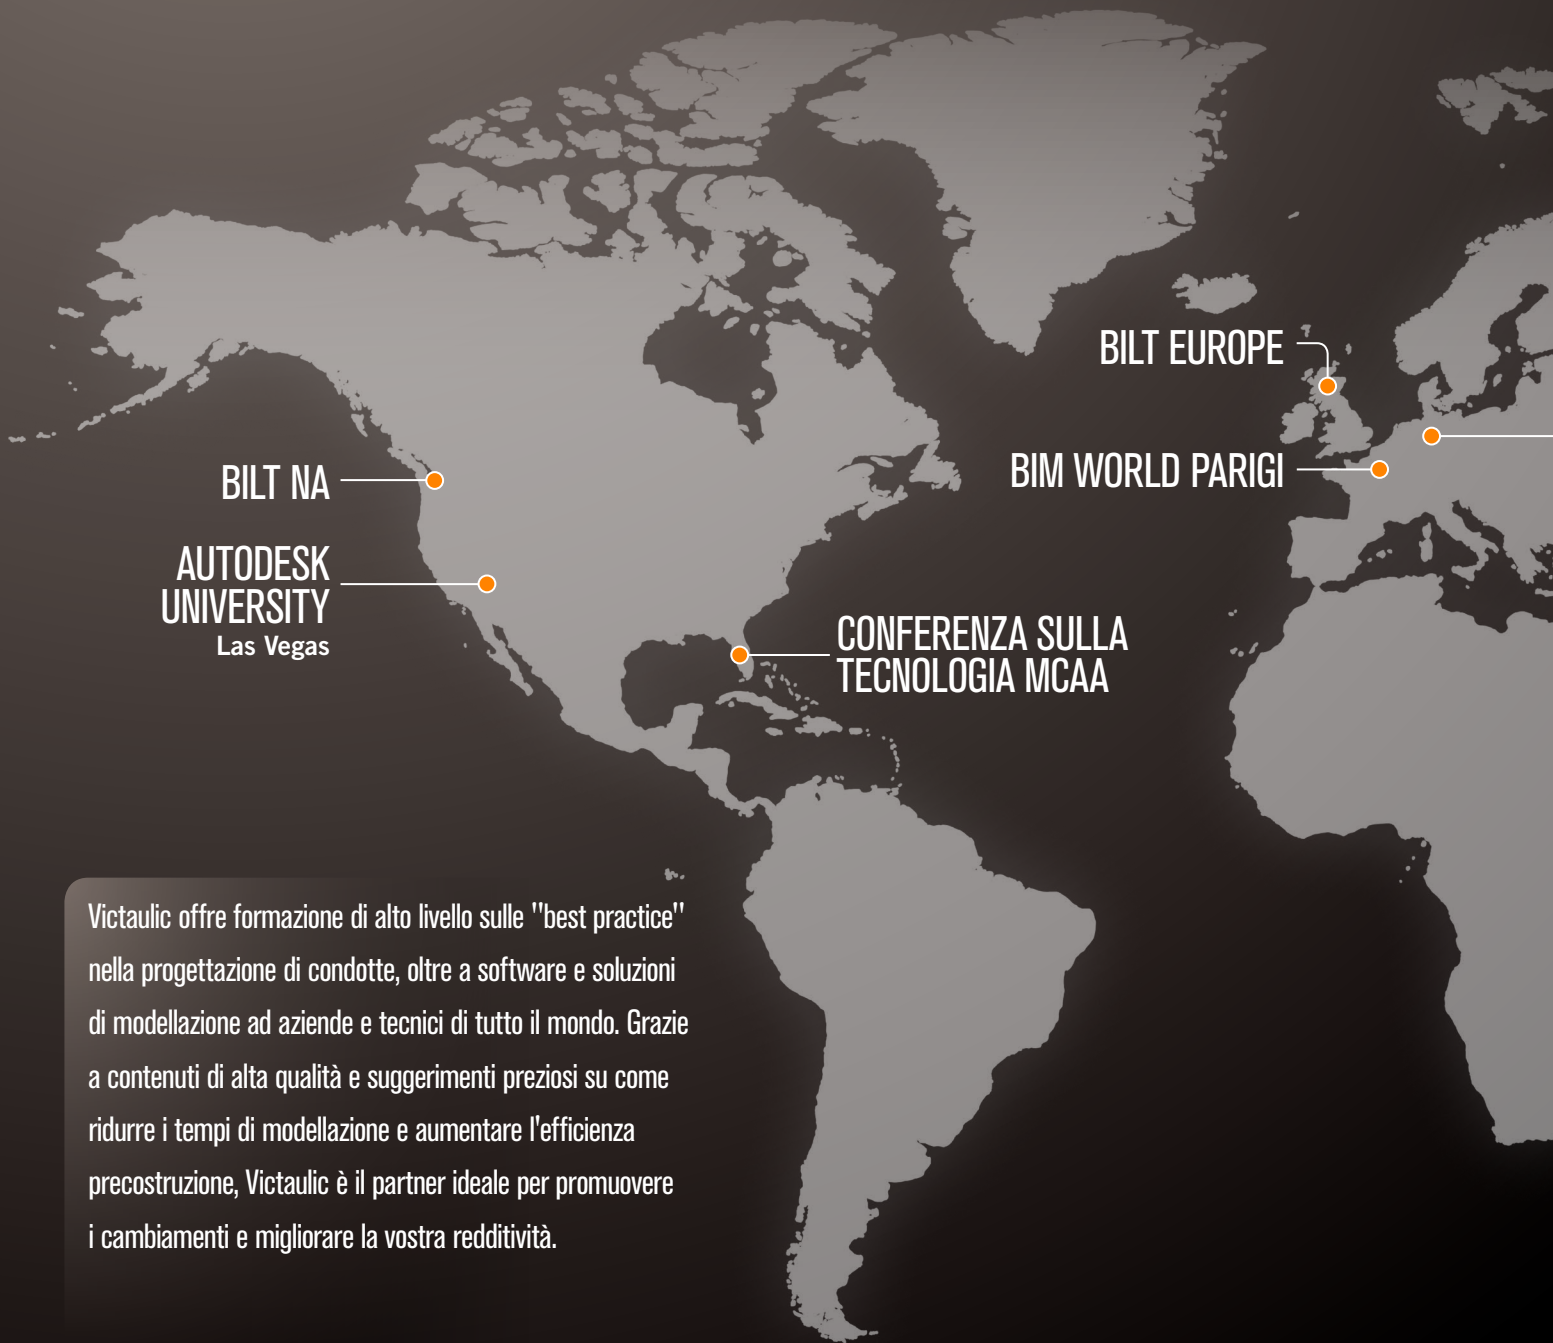 BILT EUROPE
BIM WORLD PARIGI
BILT NA
AUTODESK
UNIVERSITY
Las Vegas
CONFERENZA SULLA
TECNOLOGIA MCAA
Victaulic offre formazione di alto livello sulle "best practice"
nella progettazione di condotte, oltre a software e soluzioni
di modellazione ad aziende e tecnici di tutto il mondo. Grazie
a contenuti di alta qualità e suggerimenti preziosi su come
ridurre i tempi di modellazione e aumentare l'efficienza
precostruzione, Victaulic è il partner ideale per promuovere
i cambiamenti e migliorare la vostra redditività.